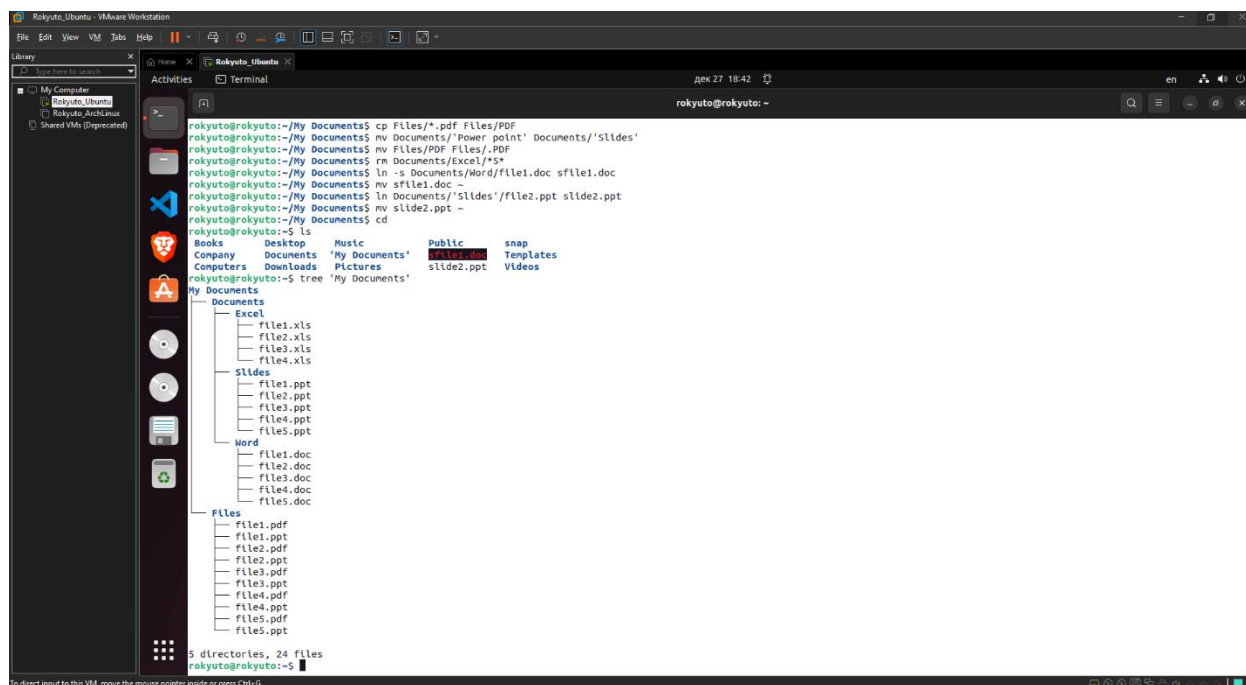 Rokyuto_Ubuntu - VMware Workstation
File Edit View VM Tabs Help
Library
Type here to search
My Computer
Rokyuto_Ubuntu
Rokyuto_ArchLinux
Shared VMs (Deprecated)
Home Rokyuto_Ubuntu
Activities Terminal дек 27 18:42 en
rokyuto@rokyuto: ~
rokyuto@rokyuto:~/My Documents$ cp Files/*.pdf Files/PDF
rokyuto@rokyuto:~/My Documents$ mv Documents/'Power point' Documents/'Slides'
rokyuto@rokyuto:~/My Documents$ mv Files/PDF Files/.PDF
rokyuto@rokyuto:~/My Documents$ rm Documents/Excel/*5*
rokyuto@rokyuto:~/My Documents$ ln -s Documents/Word/file1.doc sfile1.doc
rokyuto@rokyuto:~/My Documents$ mv sfile1.doc ~
rokyuto@rokyuto:~/My Documents$ ln Documents/'Slides'/file2.ppt slide2.ppt
rokyuto@rokyuto:~/My Documents$ mv slide2.ppt ~
rokyuto@rokyuto:~/My Documents$ cd
rokyuto@rokyuto:~$ ls
Books Desktop Music Public snap
Company Documents 'My Documents' sfile1.doc Templates
Computers Downloads Pictures slide2.ppt Videos
rokyuto@rokyuto:~$ tree 'My Documents'
My Documents
├── Documents
│   ├── Excel
│   │   ├── file1.xls
│   │   ├── file2.xls
│   │   ├── file3.xls
│   │   └── file4.xls
│   ├── Slides
│   │   ├── file1.ppt
│   │   ├── file2.ppt
│   │   ├── file3.ppt
│   │   ├── file4.ppt
│   │   └── file5.ppt
│   └── Word
│       ├── file1.doc
│       ├── file2.doc
│       ├── file3.doc
│       ├── file4.doc
│       └── file5.doc
└── Files
    ├── file1.pdf
    ├── file1.ppt
    ├── file2.pdf
    ├── file2.ppt
    ├── file3.pdf
    ├── file3.ppt
    ├── file4.pdf
    ├── file4.ppt
    ├── file5.pdf
    └── file5.ppt
5 directories, 24 files
rokyuto@rokyuto:~$
To direct input to this VM, move the mouse pointer inside or press Ctrl+G.